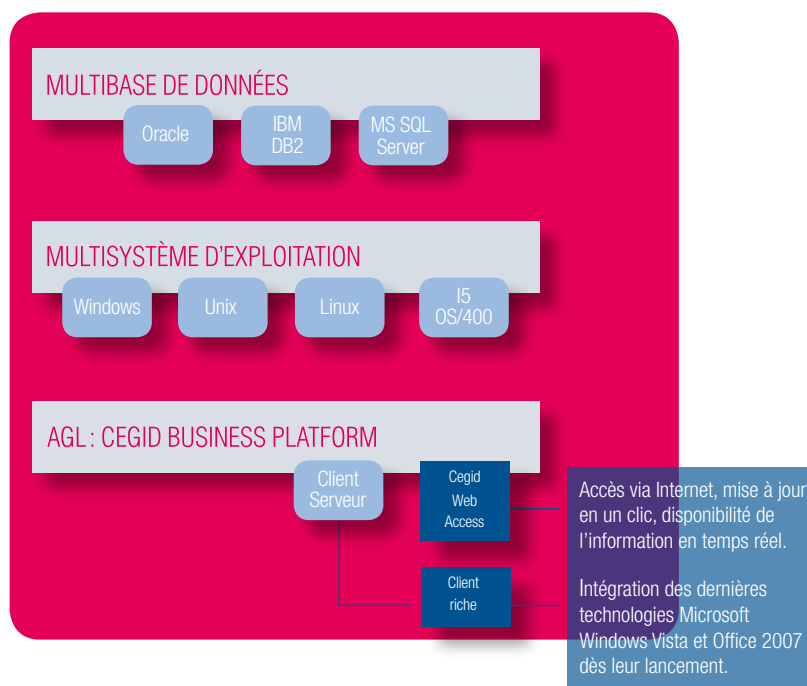 MULTIBASE DE DONNÉES
Oracle
IBM
DB2
MS SQL
Server
MULTISYSTÈME D'EXPLOITATION
Windows
Unix
Linux
I5
OS/400
AGL : CEGID BUSINESS PLATFORM
Client
Serveur
Cegid
Web
Access
Accès via Internet, mise à jour
en un clic, disponibilité de
l'information en temps réel.
Client
riche
Intégration des dernières
technologies Microsoft
Windows Vista et Office 2007
dès leur lancement.